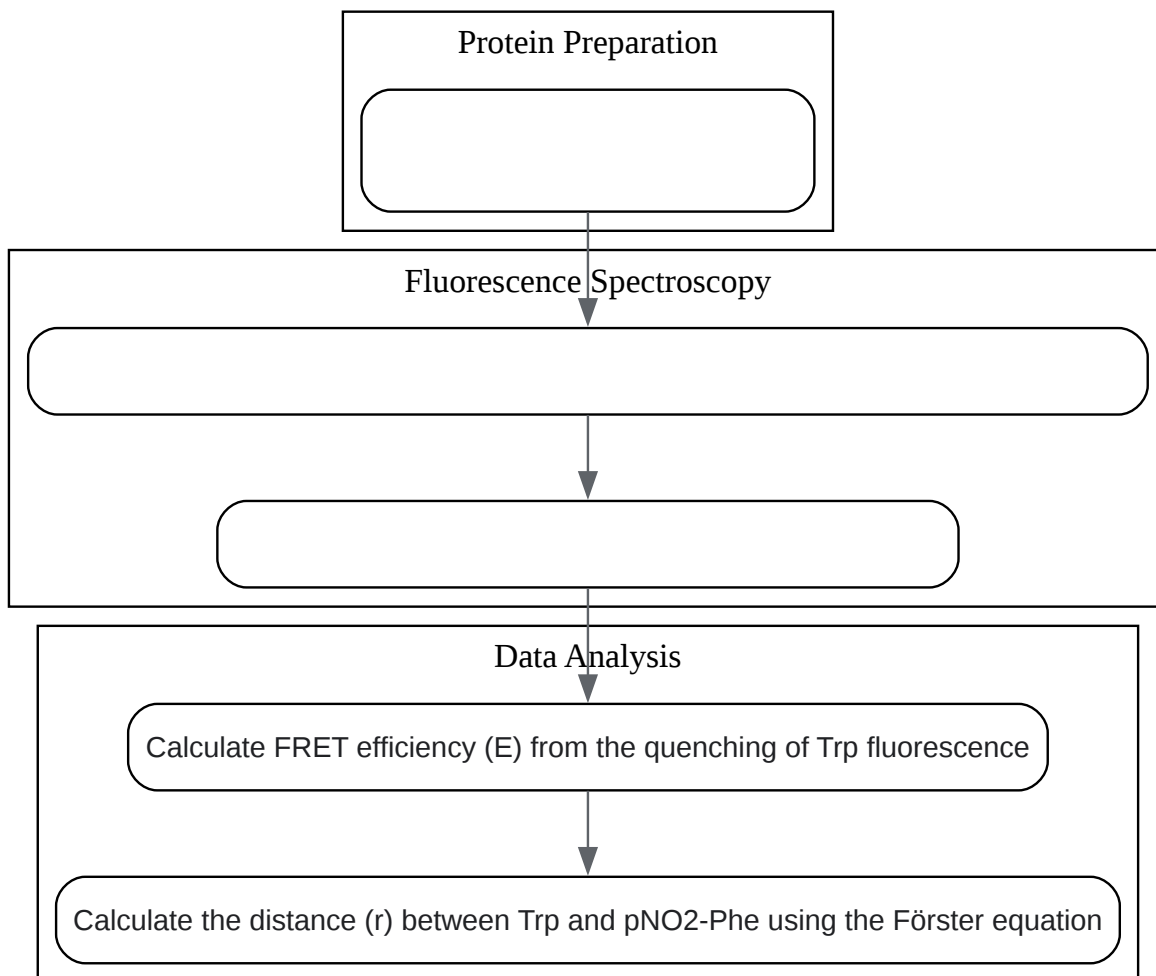 Protein Preparation
Fluorescence Spectroscopy
Data Analysis
Calculate FRET efficiency (E) from the quenching of Trp fluorescence
Calculate the distance (r) between Trp and pNO2-Phe using the Förster equation